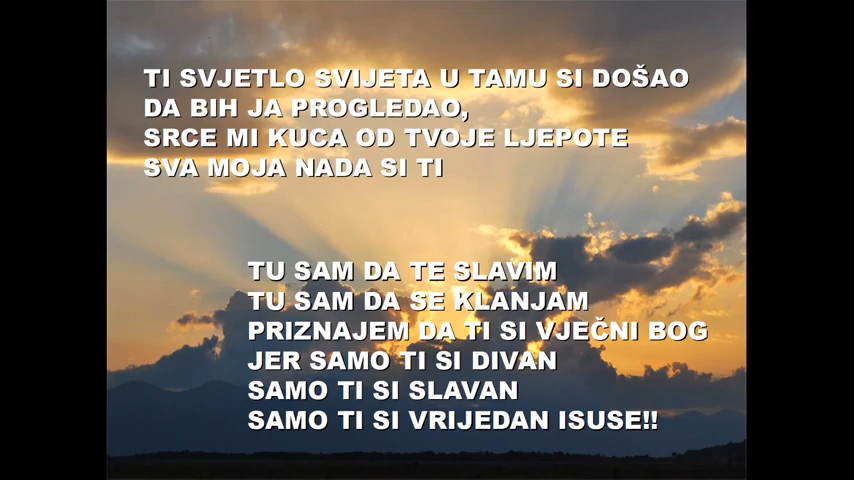 TI SVJETLO SVIJETA U TAMU SI DOŠAO
DA BIH JA PROGLEDAO,
SRCE MI KUCA OD TVOJE LJEPOTE
SVA MOJA NADA SI TI
TU SAM DA TE SLAVIM
TU SAM DA SE KLANJAM
PRIZNAJEM DA TI SI VJEČNI BOG
JER SAMO TI SI DIVAN
SAMO TI SI SLAVAN
SAMO TI SI VRIJEDAN ISUSE!!